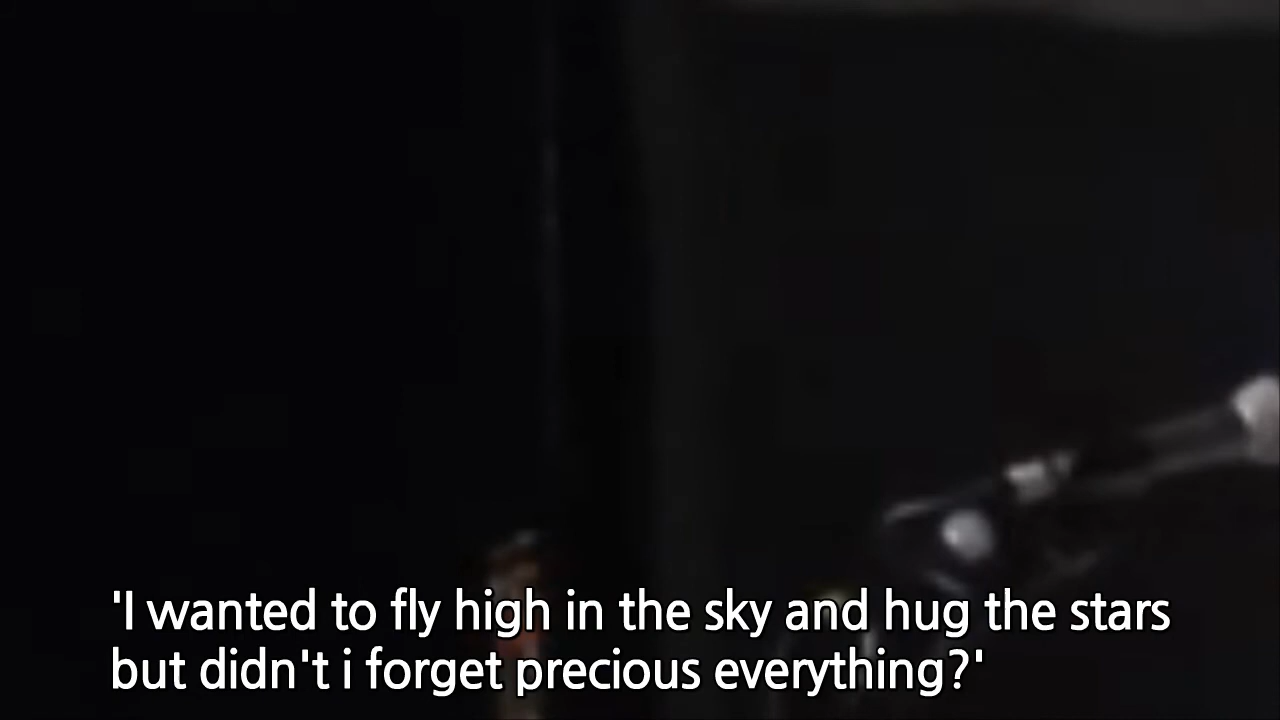 'I wanted to fly high in the sky and hug the stars
but didn't i forget precious everything?'